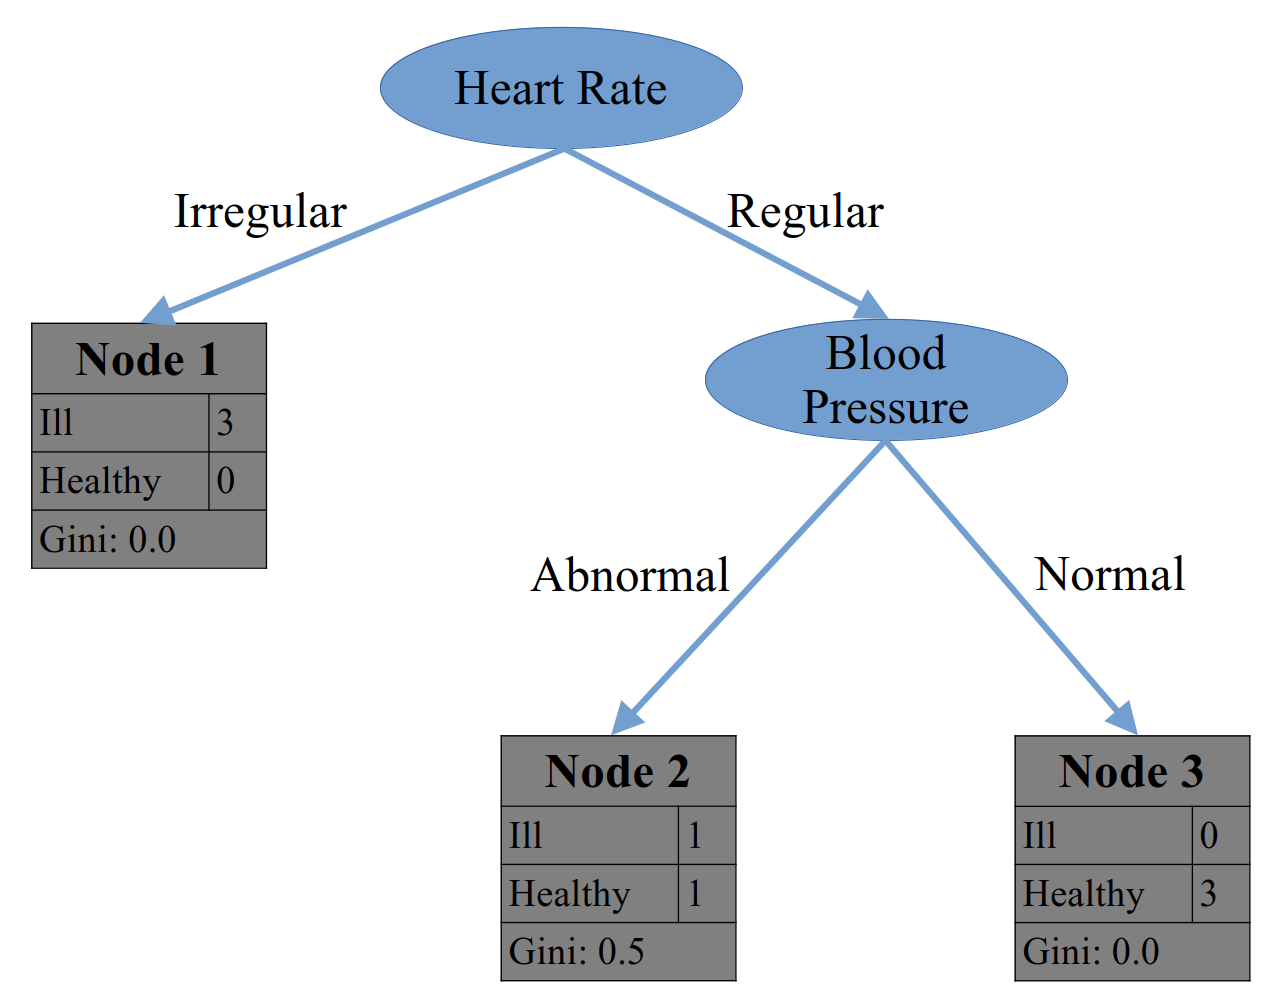 Heart Rate
Irregular
Regular
Node 1
Ill 3
Healthy 0
Gini: 0.0
Blood
Pressure
Abnormal
Normal
Node 2
Ill 1
Healthy 1
Gini: 0.5
Node 3
Ill 0
Healthy 3
Gini: 0.0